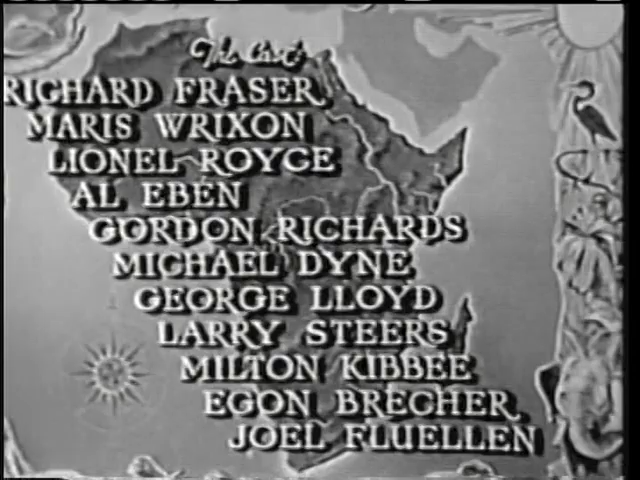 The Cast
RICHARD FRASER
MARIS WRIXON
LIONEL ROYCE
AL EBEN
GORDON RICHARDS
MICHAEL DYNE
GEORGE LLOYD
LARRY STEERS
MILTON KIBBEE
EGON BRECHER
JOEL FLUELLEN